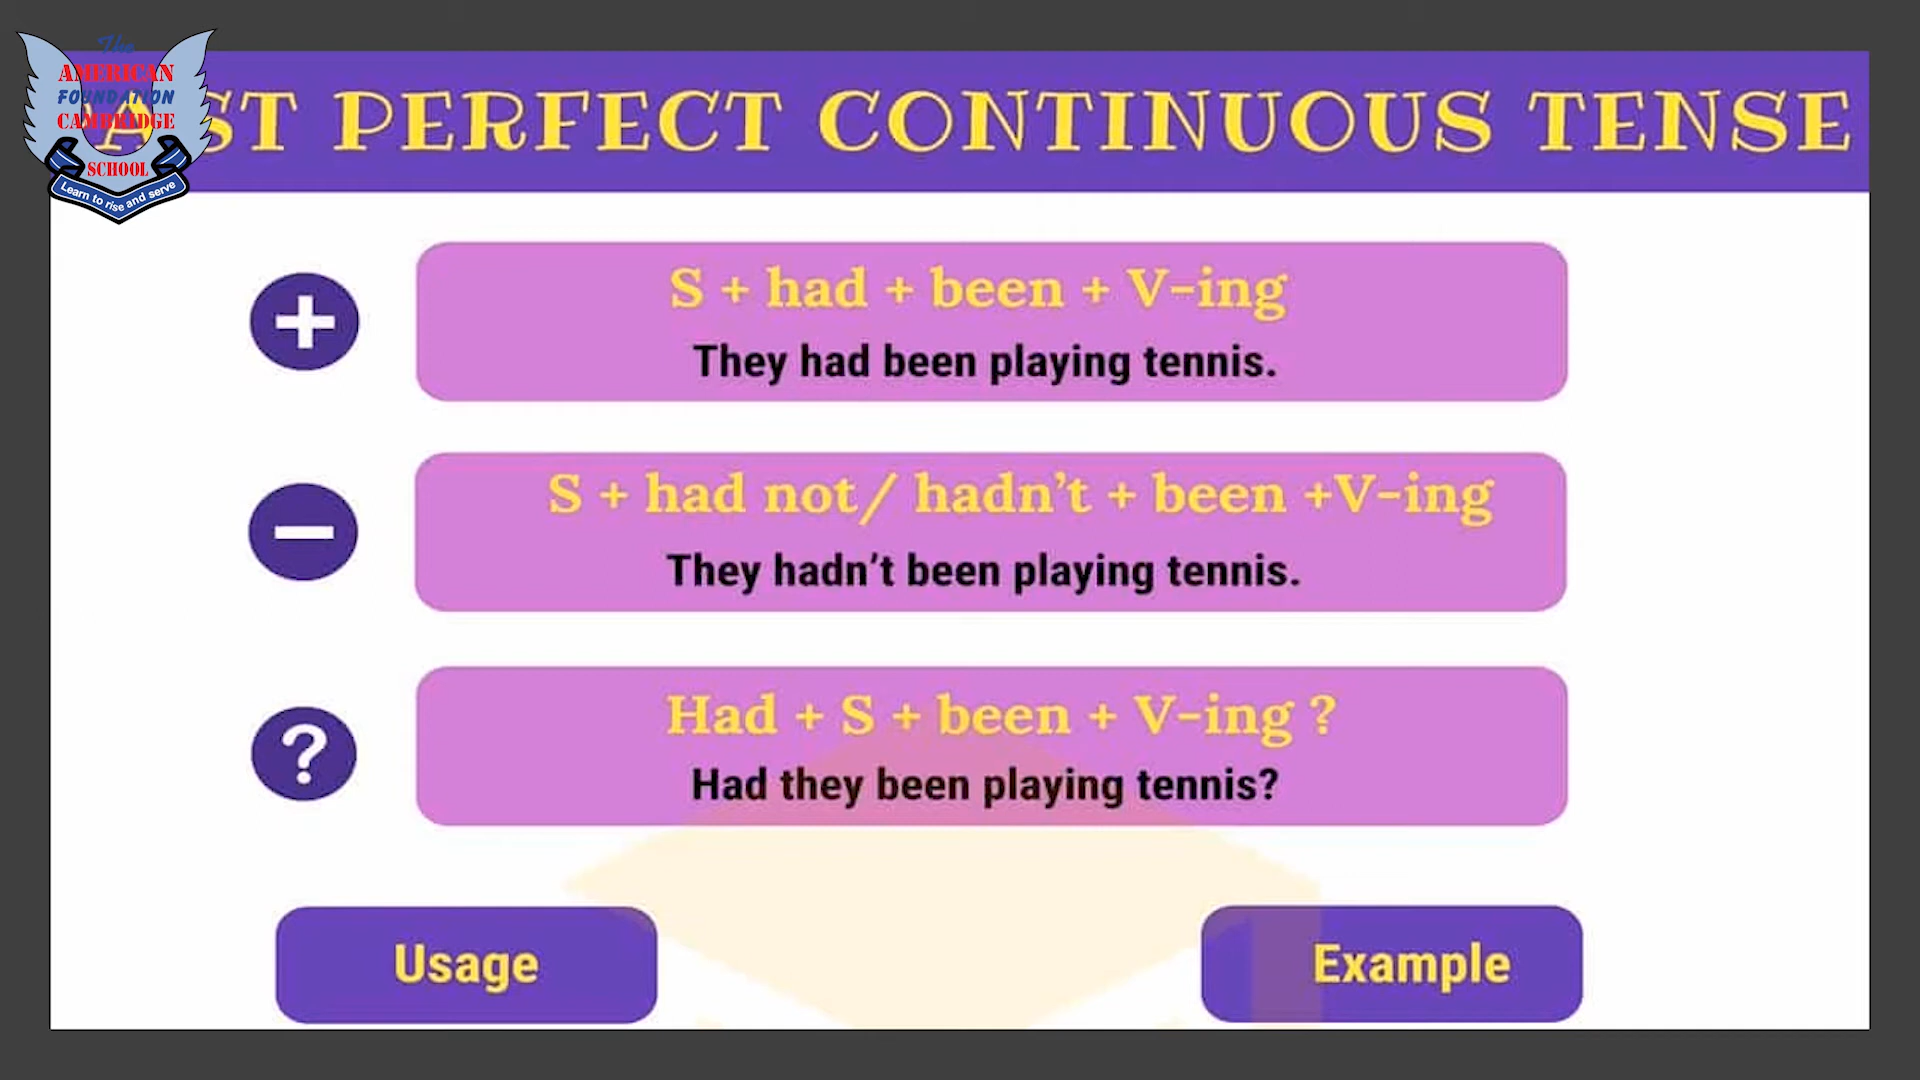 The
AMERICAN
FOUNDATION
CAMBRIDGE
SCHOOL
Learn to rise and serve
AST PERFECT CONTINUOUS TENSE
S + had + been + V-ing
They had been playing tennis.
S + had not/ hadn't + been +V-ing
They hadn't been playing tennis.
?
Had + S + been + V-ing ?
Had they been playing tennis?
Usage
Example